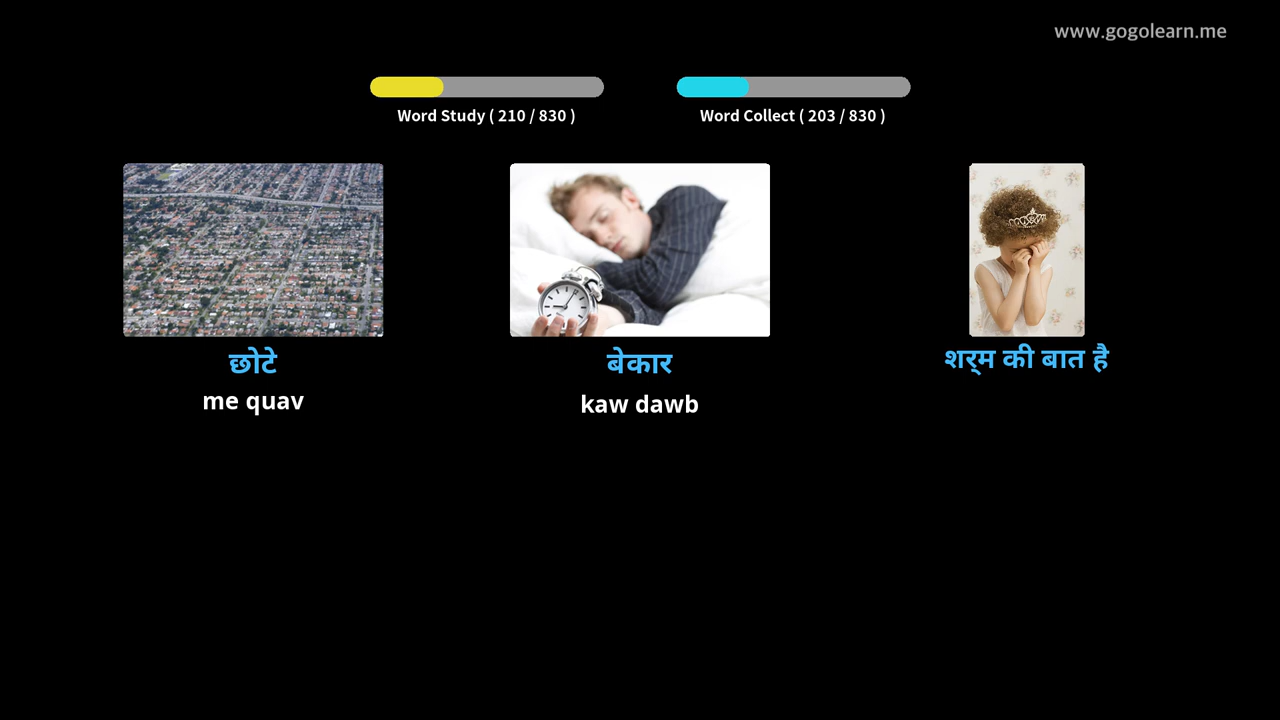 www.gogolearn.me
Word Study ( 210 / 830 )
Word Collect ( 203 / 830 )
छोटे
बेकार
शर्म की बात है
me quav
kaw dawb